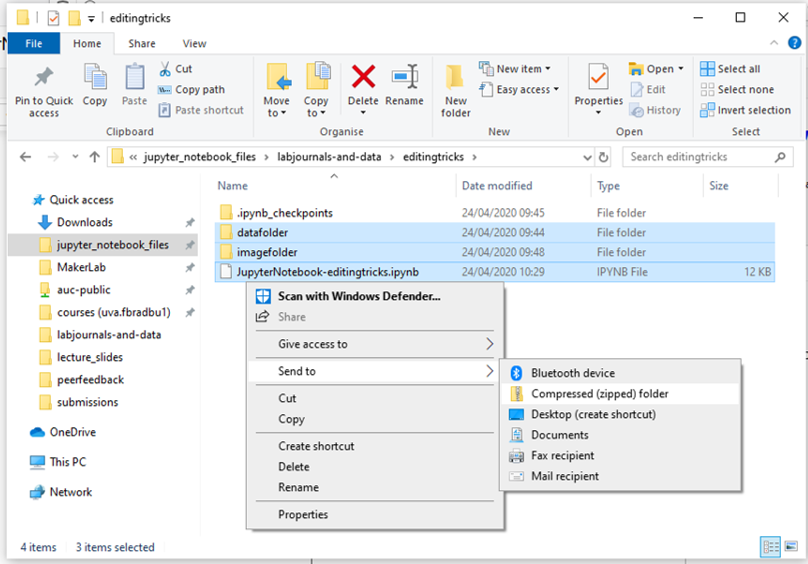 editingtricks
File Home Share View
Pin to Quick access
Copy
Paste
Cut
Copy path
Paste shortcut
Clipboard
Move to
Copy to
Delete
Rename
Organise
New folder
New item
Easy access
New
Properties
Open
Edit
History
Open
Select all
Select none
Invert selection
Select
« jupyter_notebook_files > labjournals-and-data > editingtricks >
Search editingtricks
Name Date modified Type Size
.ipynb_checkpoints 24/04/2020 09:45 File folder
datafolder 24/04/2020 09:44 File folder
imagefolder 24/04/2020 09:48 File folder
JupyterNotebook-editingtricks.ipynb 24/04/2020 10:29 IPYNB File 12 KB
Quick access
Downloads
jupyter_notebook_files
MakerLab
auc-public
courses (uva.fbradbu1)
labjournals-and-data
lecture_slides
peerfeedback
submissions
OneDrive
This PC
Network
Scan with Windows Defender...
Share
Give access to
Send to
Cut
Copy
Create shortcut
Delete
Rename
Properties
Bluetooth device
Compressed (zipped) folder
Desktop (create shortcut)
Documents
Fax recipient
Mail recipient
4 items 3 items selected